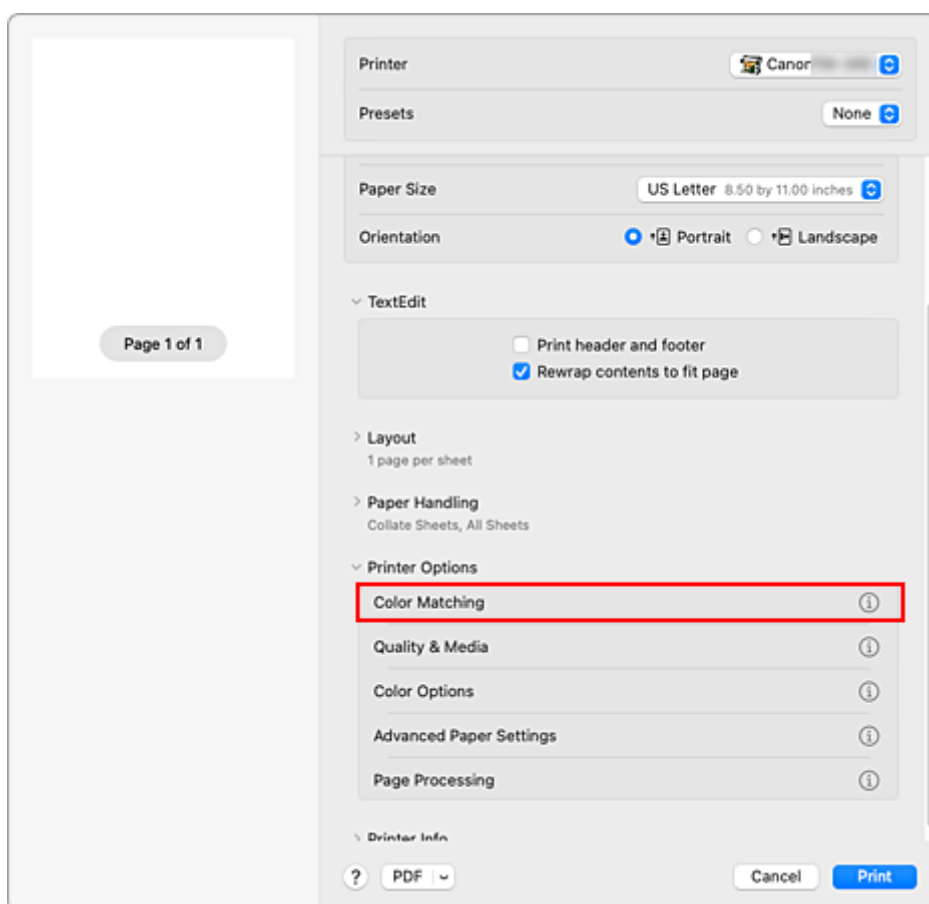 Printer
Canon
Presets
None
Paper Size
US Letter 8.50 by 11.00 inches
Orientation
Portrait
Landscape
TextEdit
Page 1 of 1
Print header and footer
Rewrap contents to fit page
Layout
1 page per sheet
Paper Handling
Collate Sheets, All Sheets
Printer Options
Color Matching
Quality & Media
Color Options
Advanced Paper Settings
Page Processing
Printer Info
?
PDF
Cancel
Print